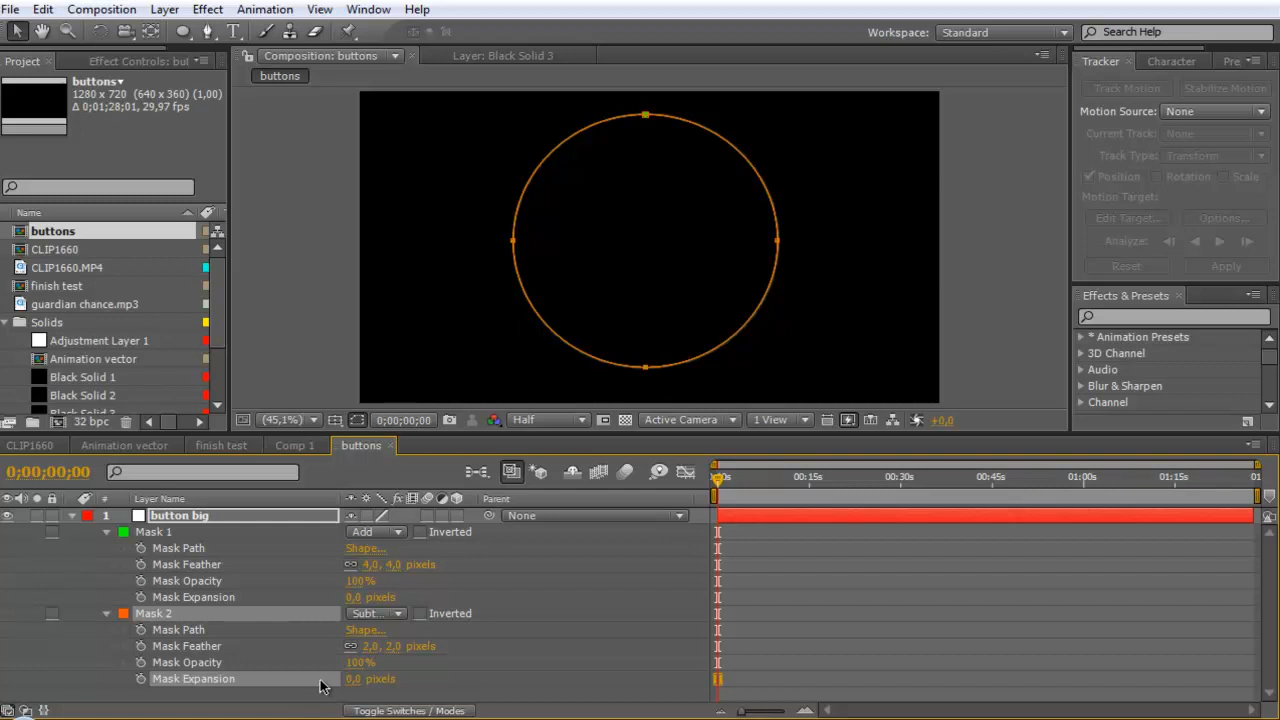 File Edit Composition Layer Effect Animation View Window Help
Workspace: Standard Search Help
Project Effect Controls: but
Composition: buttons Layer: Black Solid 3
Tracker Character Pre
buttons
1280 x 720 (640 x 360) (1,00)
Δ 0;01;28;01, 29,97 fps
buttons
Track Motion Stabilize Motion
Motion Source: None
Current Track: None
Track Type: Transform
Position Rotation Scale
Motion Target:
Edit Target... Options...
Analyze:
Reset Apply
Name
buttons
CLIP1660
CLIP1660.MP4
finish test
guardian chance.mp3
Solids
Adjustment Layer 1
Animation vector
Black Solid 1
Black Solid 2
32 bpc
Effects & Presets
* Animation Presets
3D Channel
Audio
Blur & Sharpen
Channel
(45,1%) 0;00;00;00 Half Active Camera 1 View +0,0
CLIP1660 Animation vector finish test Comp 1 buttons
0;00;00;00
00:15s 00:30s 00:45s 01:00s 01:15s 01
# Layer Name Parent
1 button big None
Mask 1 Add Inverted
Mask Path Shape...
Mask Feather 4,0, 4,0 pixels
Mask Opacity 100%
Mask Expansion 0,0 pixels
Mask 2 Subt... Inverted
Mask Path Shape...
Mask Feather 2,0, 2,0 pixels
Mask Opacity 100%
Mask Expansion 0,0 pixels
Toggle Switches / Modes